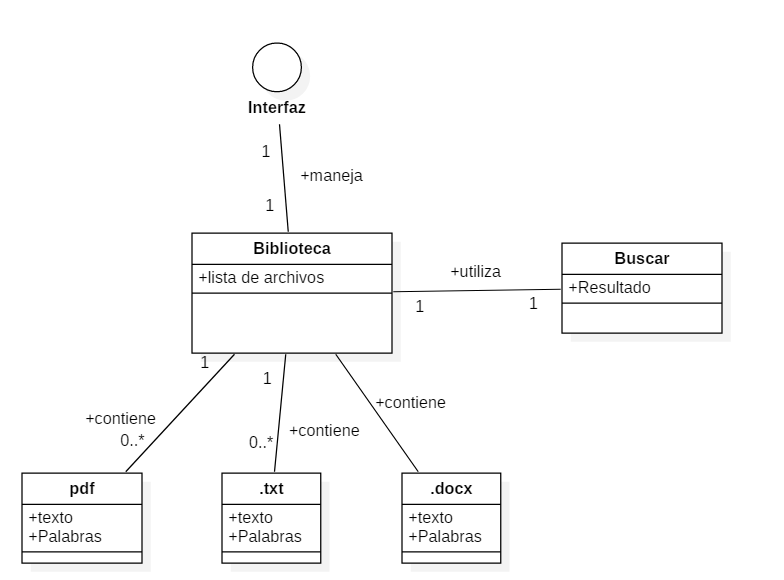 Interfaz
1
+maneja
1
Biblioteca
+lista de archivos
+utiliza
1
1
Buscar
+Resultado
1
1
+contiene
+contiene
+contiene
0..*
0..*
pdf
+texto
+Palabras
.txt
+texto
+Palabras
.docx
+texto
+Palabras